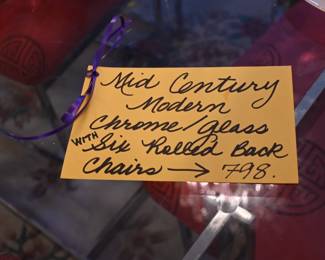 Mid Century
Modern
Chrome/glass
WITH Six Rolled Back
Chairs → 798.